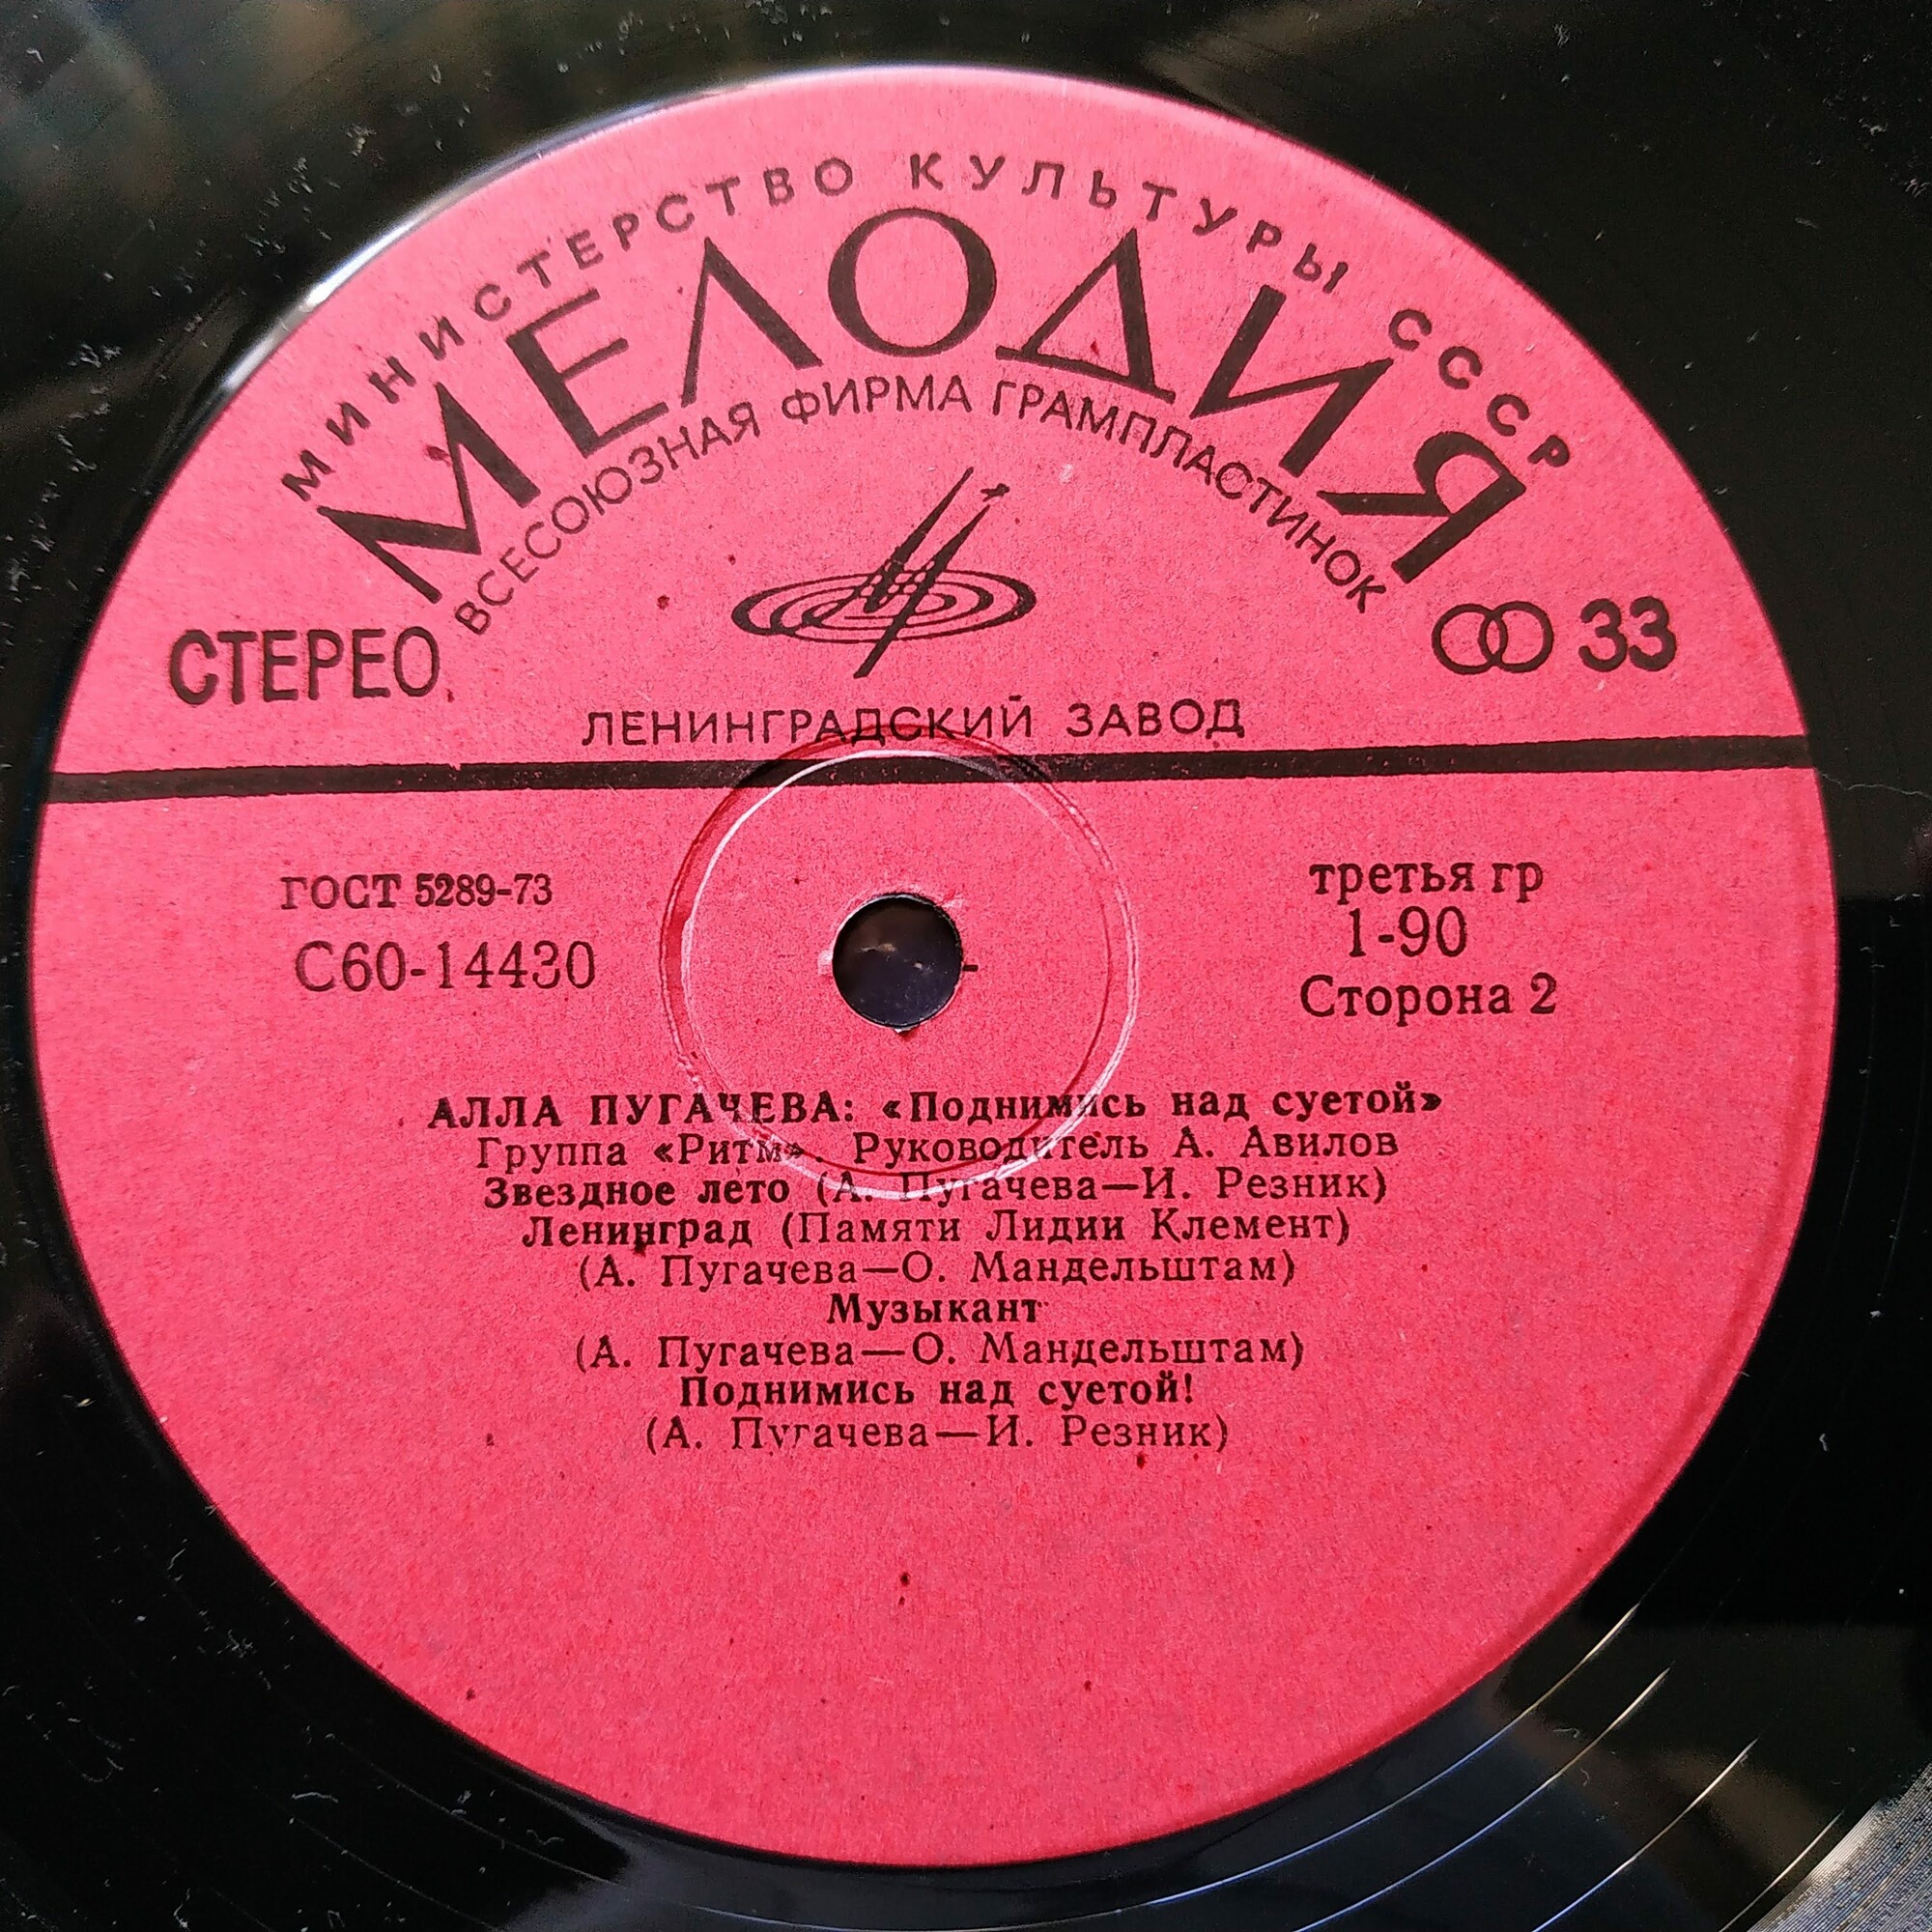 МИНИСТЕРСТВО КУЛЬТУРЫ СССР
МЕЛОДИЯ
ВСЕСОЮЗНАЯ ФИРМА ГРАМПЛАСТИНОК
СТЕРЕО
33
ЛЕНИНГРАДСКИЙ ЗАВОД
ГОСТ 5289-73
С60-14430
третья гр
1-90
Сторона 2
АЛЛА ПУГАЧЕВА: «Поднимись над суетой»
Группа «Ритм». Руководитель А. Авилов
Звездное лето (А. Пугачева—И. Резник)
Ленинград (Памяти Лидии Клемент)
(А. Пугачева—О. Мандельштам)
Музыкант
(А. Пугачева—О. Мандельштам)
Поднимись над суетой!
(А. Пугачева—И. Резник)